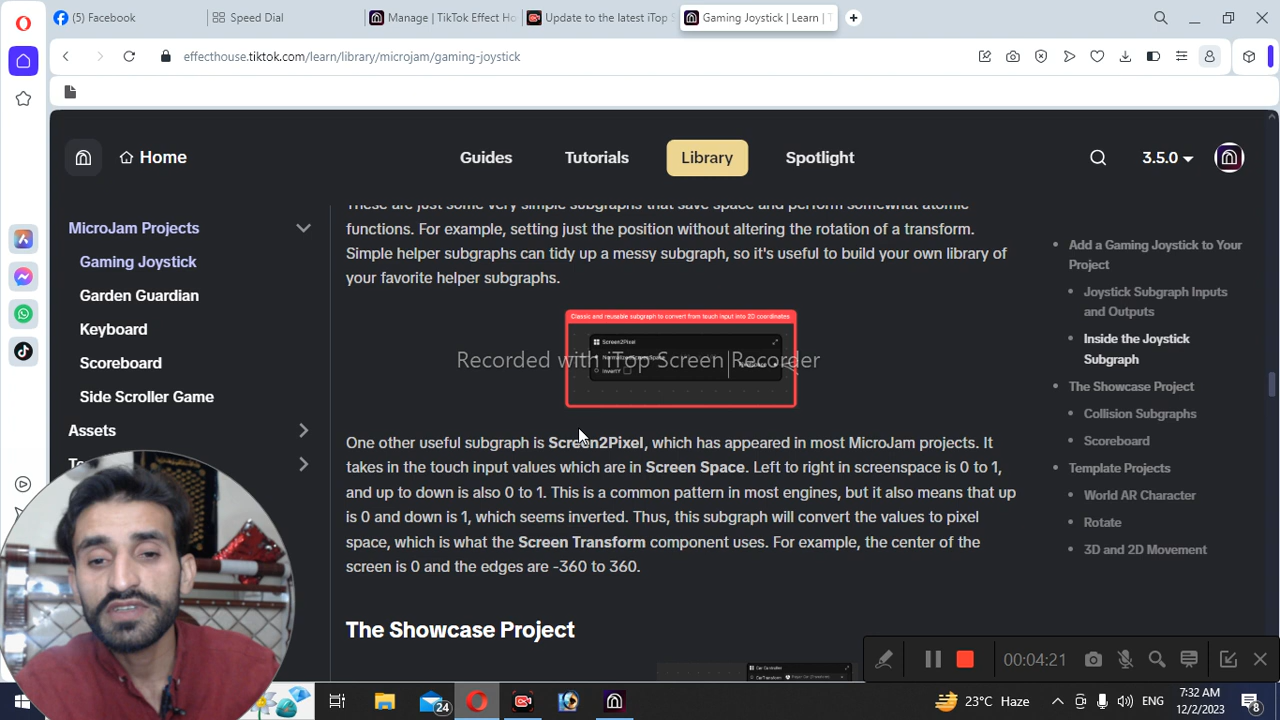 (5) Facebook
Speed Dial
Manage | TikTok Effect Ho
Update to the latest iTop S
Gaming Joystick | Learn | T
effecthouse.tiktok.com/learn/library/microjam/gaming-joystick
Home
Guides
Tutorials
Library
Spotlight
3.5.0
MicroJam Projects
Gaming Joystick
Garden Guardian
Keyboard
Scoreboard
Side Scroller Game
Assets
These are just some very simple subgraphs that save space and perform somewhat atomic
functions. For example, setting just the position without altering the rotation of a transform.
Simple helper subgraphs can tidy up a messy subgraph, so it's useful to build your own library of
your favorite helper subgraphs.
Classic and reusable subgraph to convert from touch input into 2D coordinates
Screen2Pixel
InvertY
Recorded with iTop Screen Recorder
One other useful subgraph is Screen2Pixel, which has appeared in most MicroJam projects. It
takes in the touch input values which are in Screen Space. Left to right in screenspace is 0 to 1,
and up to down is also 0 to 1. This is a common pattern in most engines, but it also means that up
is 0 and down is 1, which seems inverted. Thus, this subgraph will convert the values to pixel
space, which is what the Screen Transform component uses. For example, the center of the
screen is 0 and the edges are -360 to 360.
The Showcase Project
Car Controller
Add a Gaming Joystick to Your
Project
Joystick Subgraph Inputs
and Outputs
Inside the Joystick
Subgraph
The Showcase Project
Collision Subgraphs
Scoreboard
Template Projects
World AR Character
Rotate
3D and 2D Movement
00:04:21
24
23°C Haze
ENG
7:32 AM
12/2/2023
8